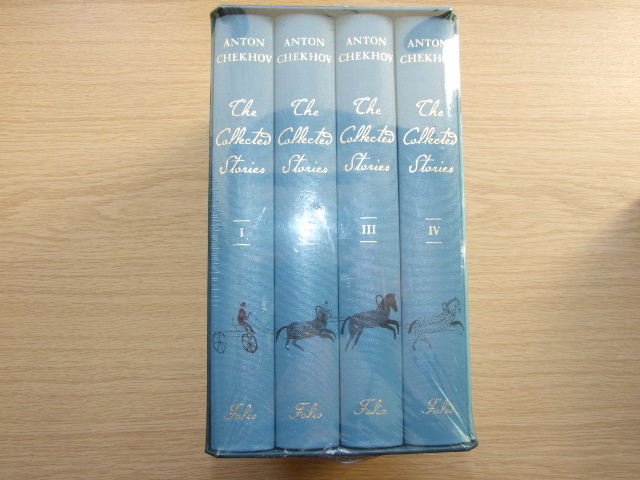 ANTON
CHEKHOV
The
Collected
Stories
I
Folio
ANTON
CHEKHOV
The
Collected
Stories
Folio
ANTON
CHEKHOV
The
Collected
Stories
III
Folio
ANTON
CHEKHOV
The
Collected
Stories
IV
Folio